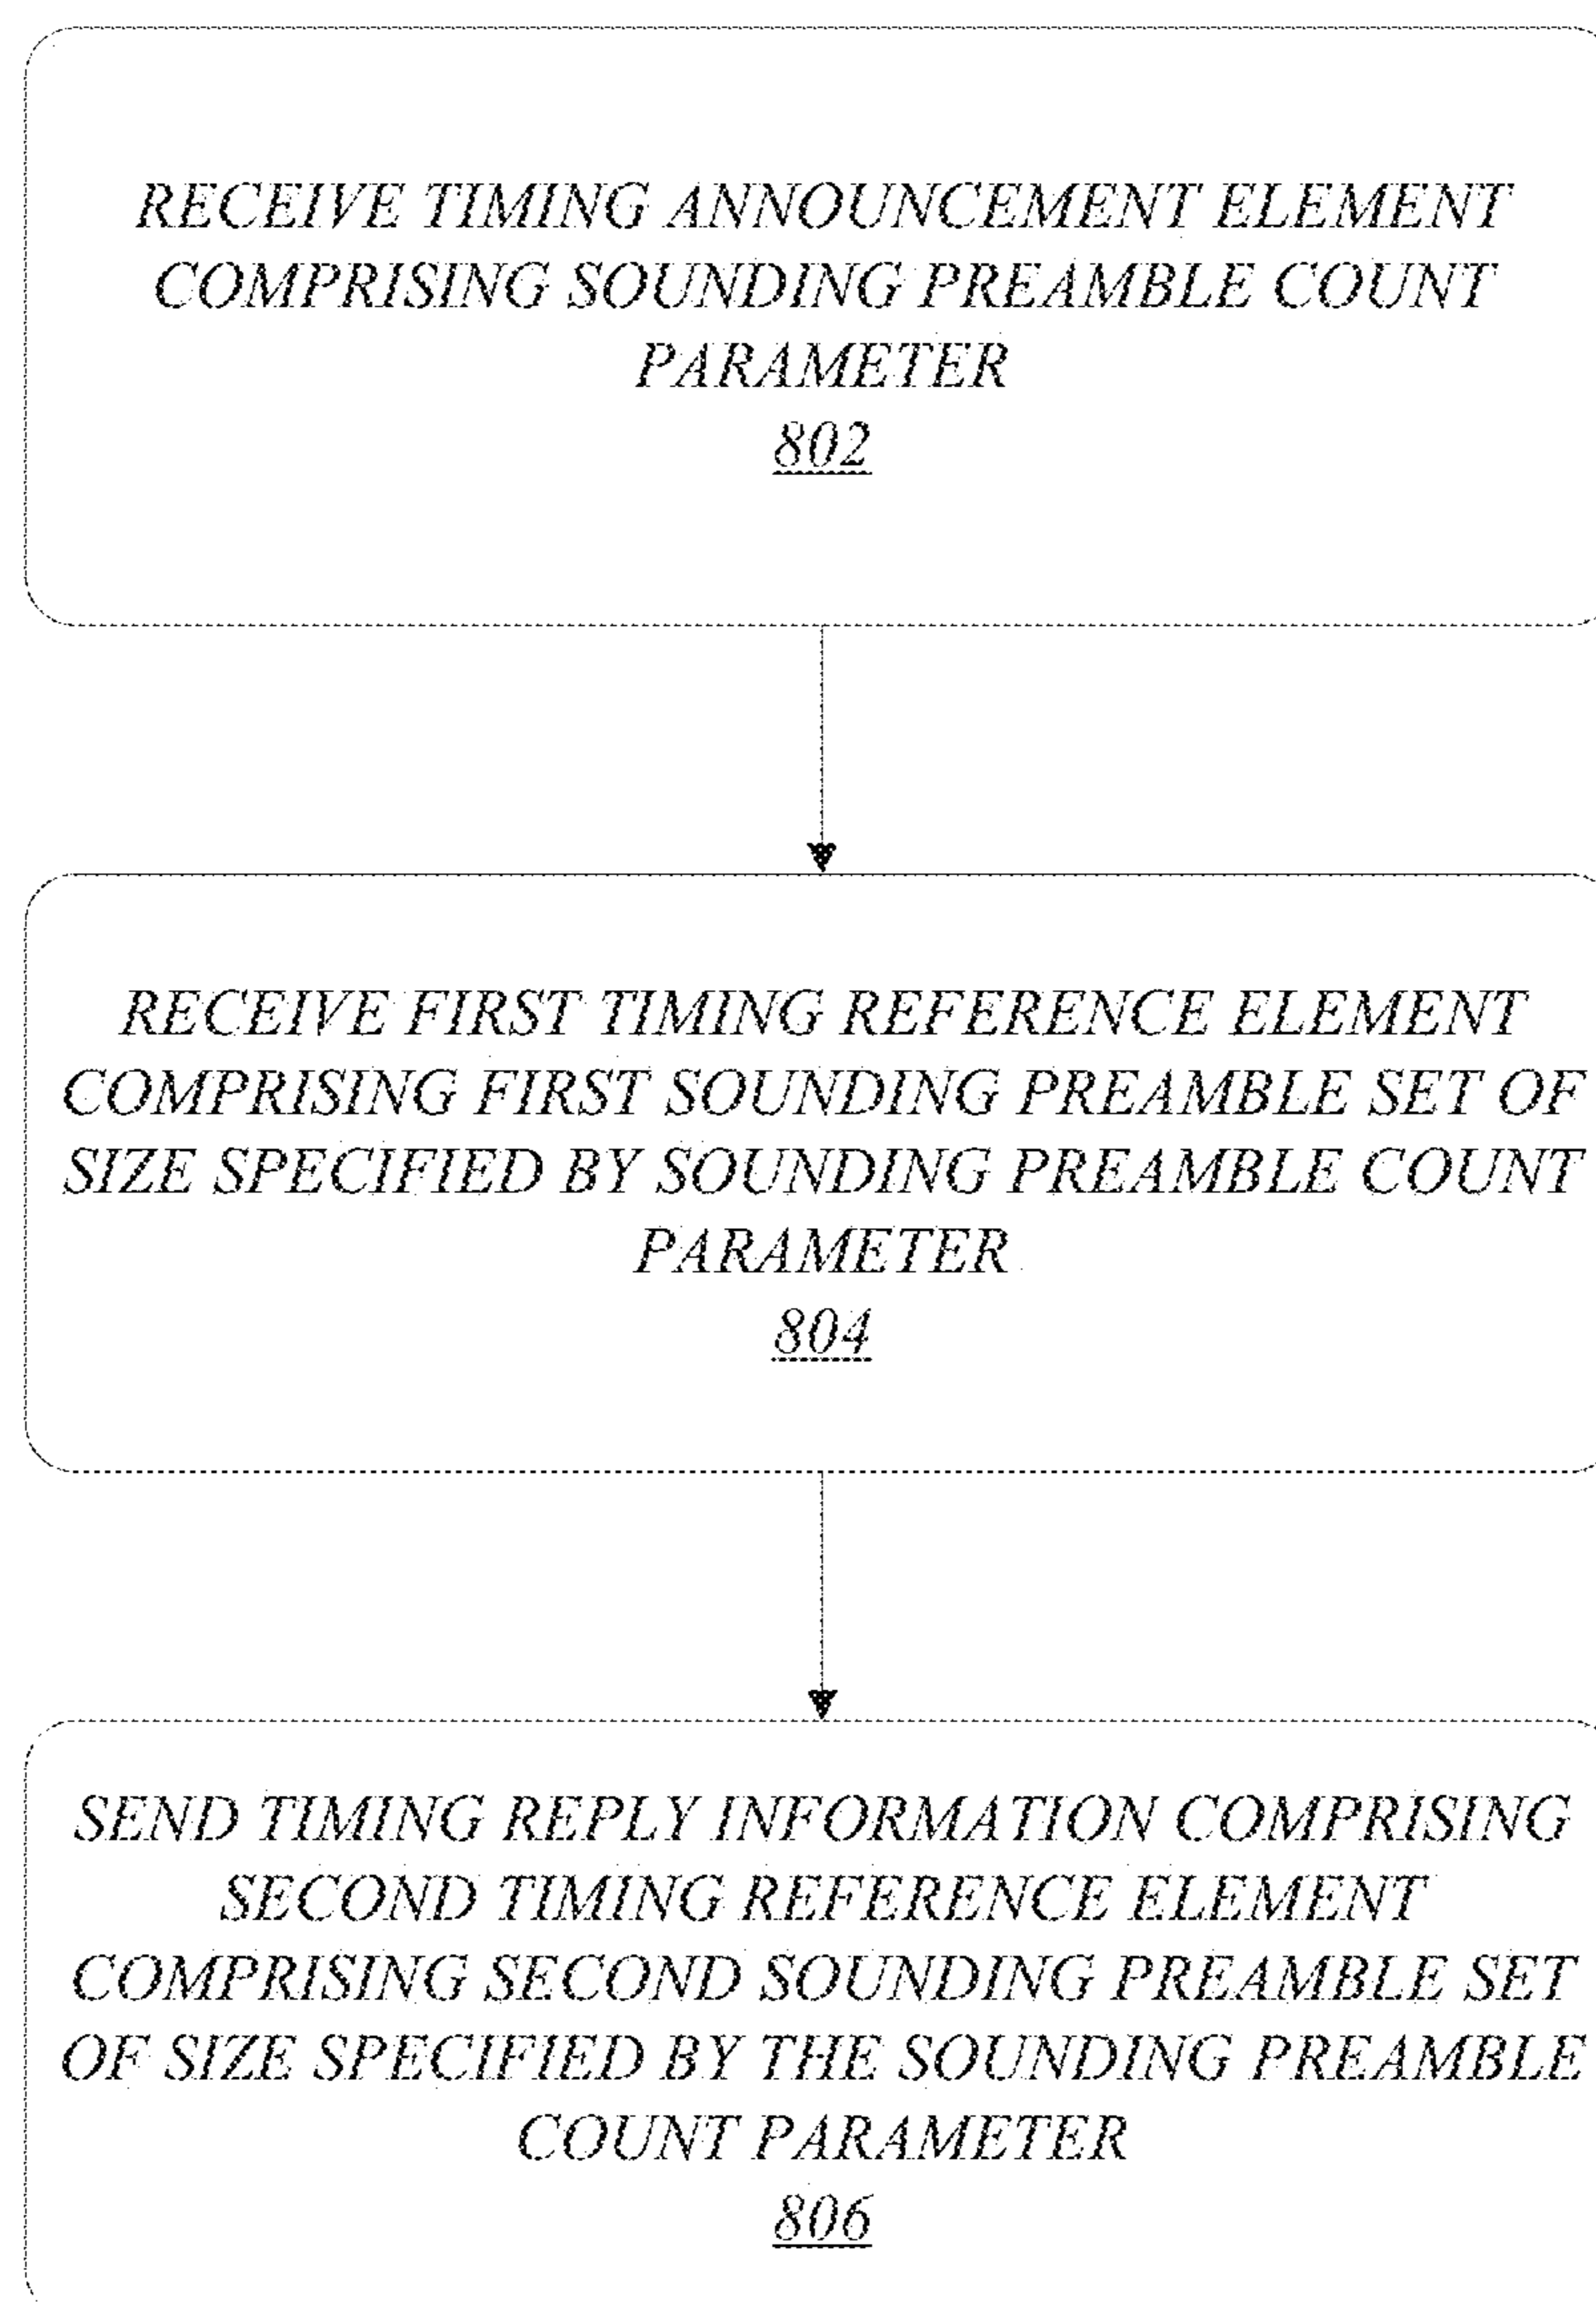 RECEIVE TIMING ANNOUNCEMENT ELEMENT
COMPRISING SOUNDING PREAMBLE COUNT
PARAMETER
802
RECEIVE FIRST TIMING REFERENCE ELEMENT
COMPRISING FIRST SOUNDING PREAMBLE SET OF
SIZE SPECIFIED BY SOUNDING PREAMBLE COUNT
PARAMETER
804
SEND TIMING REPLY INFORMATION COMPRISING
SECOND TIMING REFERENCE ELEMENT
COMPRISING SECOND SOUNDING PREAMBLE SET
OF SIZE SPECIFIED BY THE SOUNDING PREAMBLE
COUNT PARAMETER
806